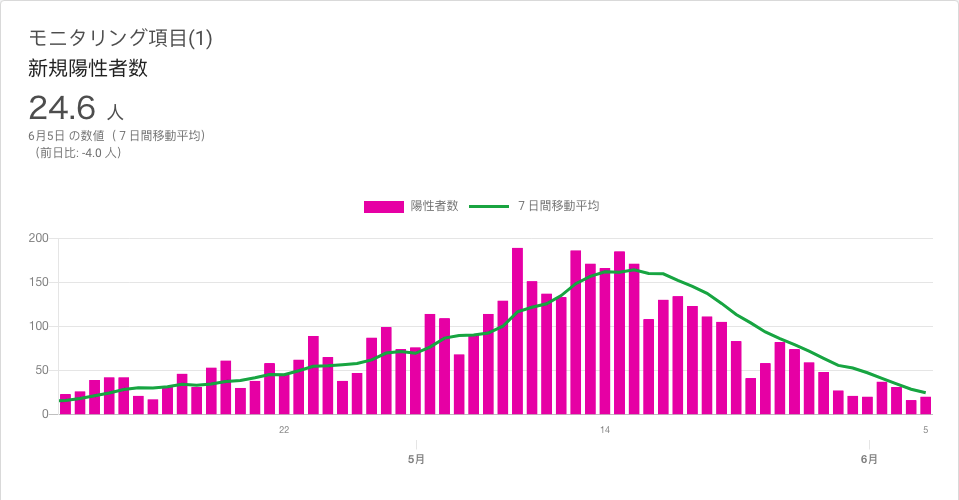 モニタリング項目(1)
新規陽性者数
24.6 人
6月5日 の数値（７日間移動平均）
（前日比: -4.0 人）
陽性者数 ７日間移動平均
200
150
100
50
0
22 14 5
5月 6月